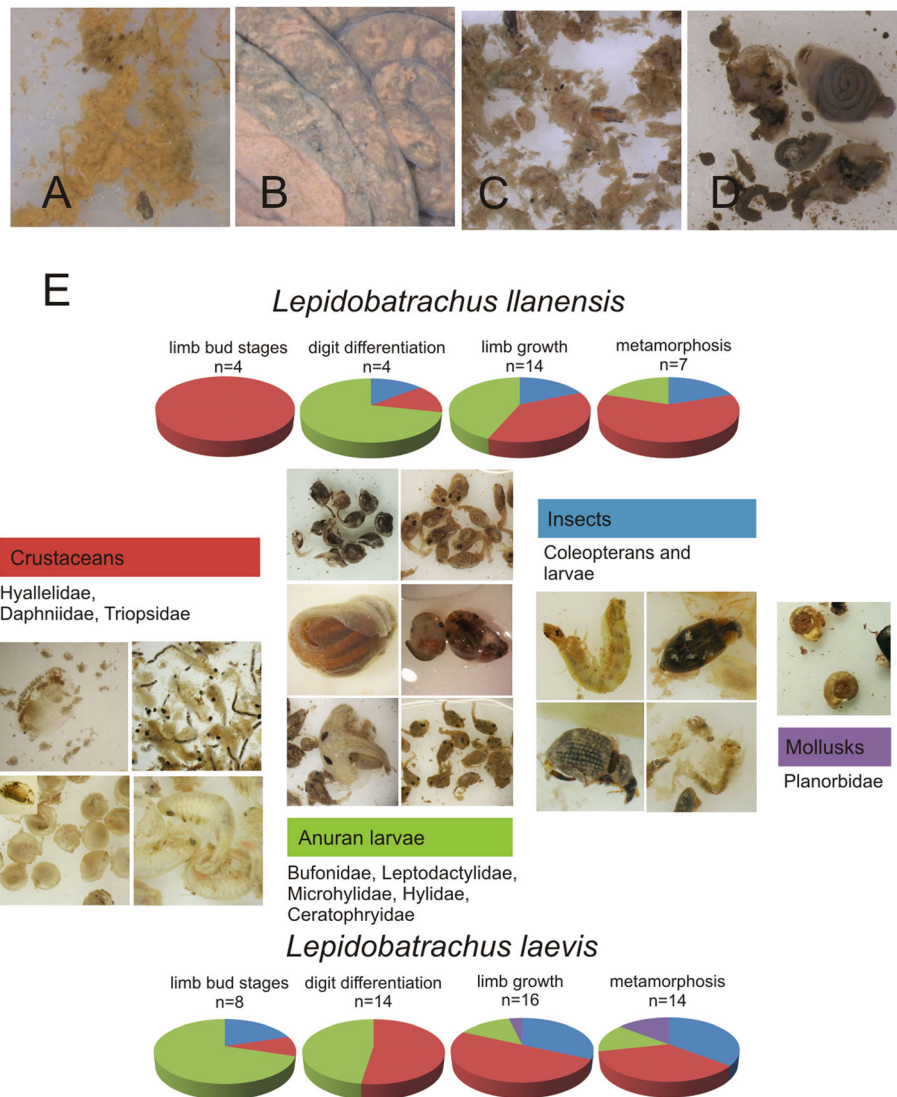 A
B
C
D
E
Lepidobatrachus llanensis
limb bud stages
n=4
digit differentiation
n=4
limb growth
n=14
metamorphosis
n=7
Crustaceans
Hyallelidae,
Daphniidae, Triopsidae
Insects
Coleopterans and
larvae
Mollusks
Planorbidae
Anuran larvae
Bufonidae, Leptodactylidae,
Microhylidae, Hylidae,
Ceratophryidae
Lepidobatrachus laevis
limb bud stages
n=8
digit differentiation
n=14
limb growth
n=16
metamorphosis
n=14